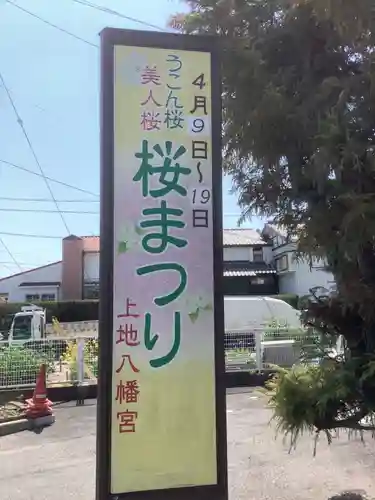 4月9日~19日
うこん桜
美人桜
桜まつり
上地八幡宮